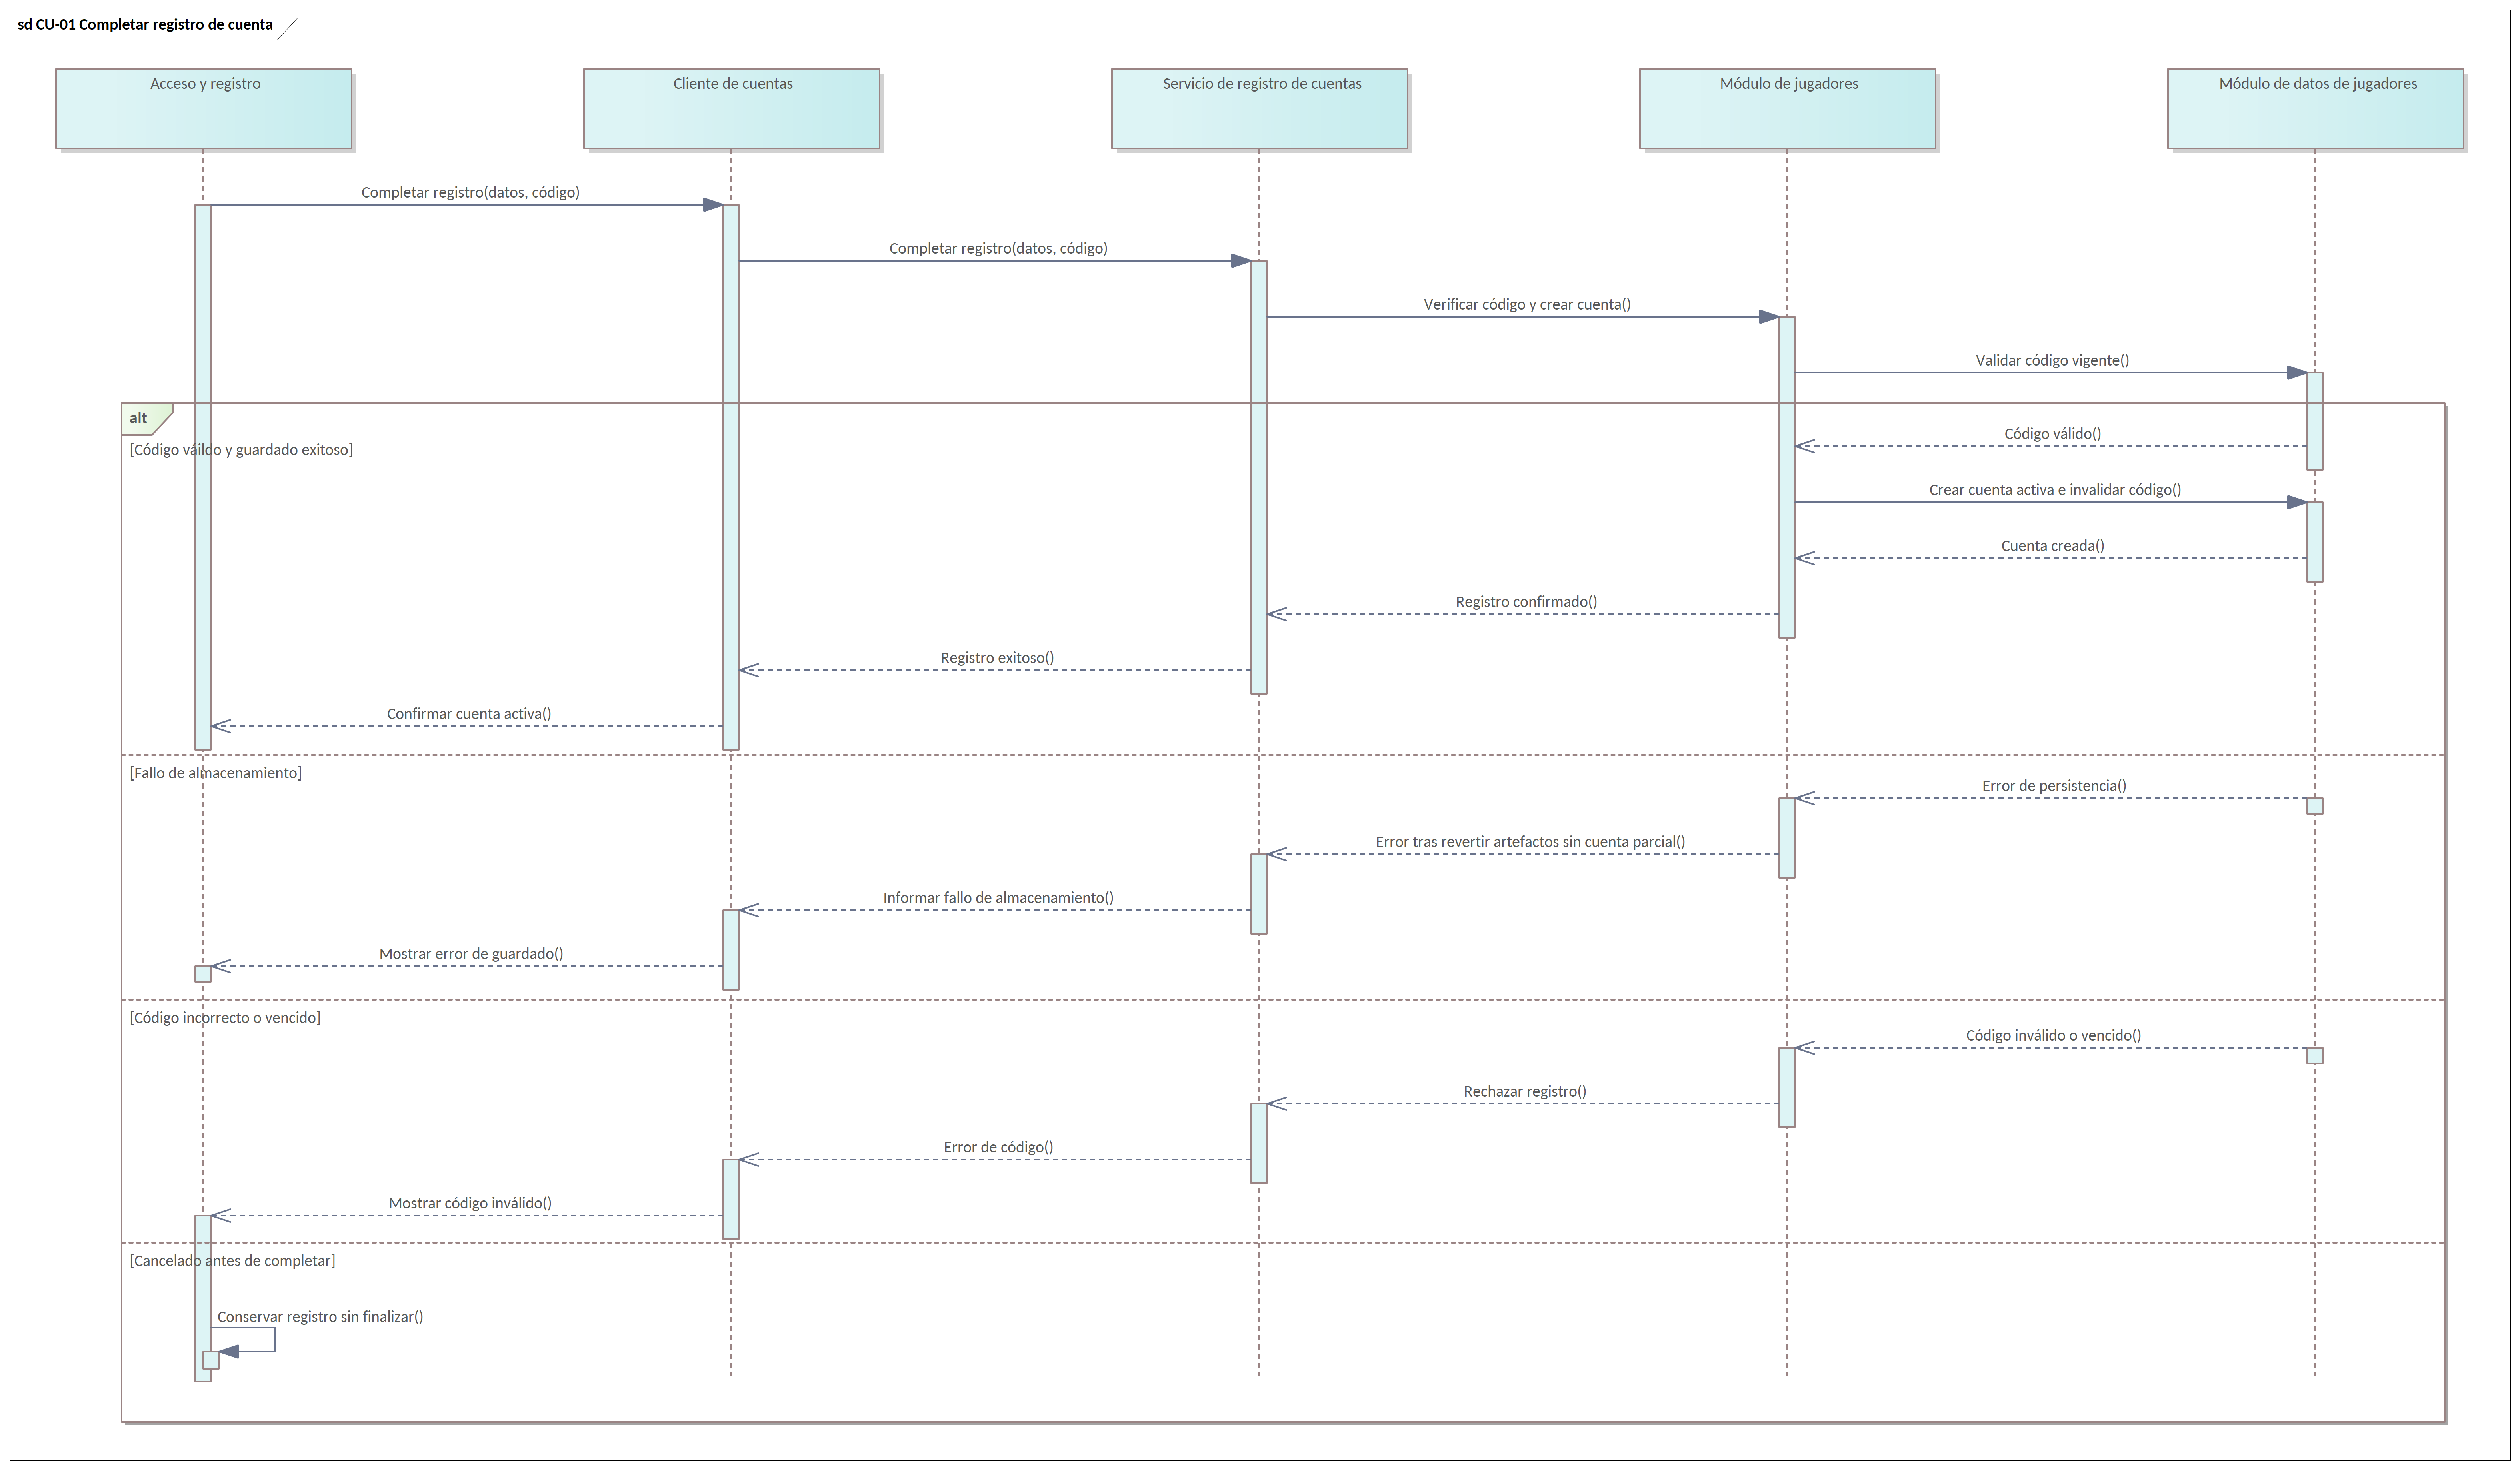 sd CU-01 Completar registro de cuenta
Acceso y registro
Cliente de cuentas
Servicio de registro de cuentas
Módulo de jugadores
Módulo de datos de jugadores
Completar registro(datos, código)
Completar registro(datos, código)
Verificar código y crear cuenta()
Validar código vigente()
alt
[Código váildo y guardado exitoso]
Código válido()
Crear cuenta activa e invalidar código()
Cuenta creada()
Registro confirmado()
Registro exitoso()
Confirmar cuenta activa()
[Fallo de almacenamiento]
Error de persistencia()
Error tras revertir artefactos sin cuenta parcial()
Informar fallo de almacenamiento()
Mostrar error de guardado()
[Código incorrecto o vencido]
Código inválido o vencido()
Rechazar registro()
Error de código()
Mostrar código inválido()
[Cancelado antes de completar]
Conservar registro sin finalizar()